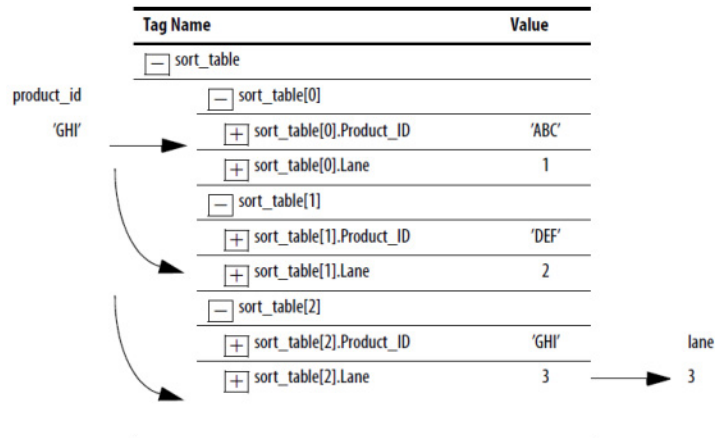 Tag Name Value
sort_table
product_id
sort_table[0]
'GHI'
sort_table[0].Product_ID 'ABC'
sort_table[0].Lane 1
sort_table[1]
sort_table[1].Product_ID 'DEF'
sort_table[1].Lane 2
sort_table[2]
sort_table[2].Product_ID 'GHI' lane
sort_table[2].Lane 3 3